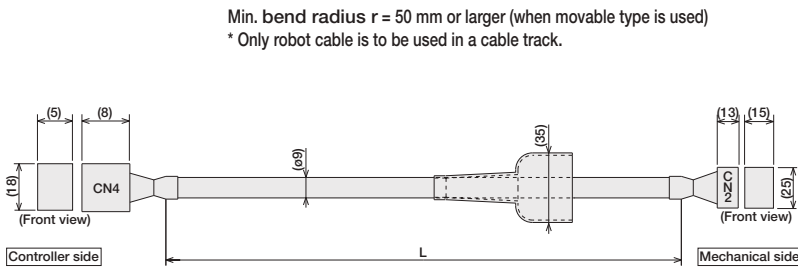 Min. bend radius r = 50 mm or larger (when movable type is used)
* Only robot cable is to be used in a cable track.
(5)
(8)
(13)
(15)
(35)
(ø9)
(18)
CN4
CN2
(25)
(Front view)
(Front view)
Controller side
L
Mechanical side